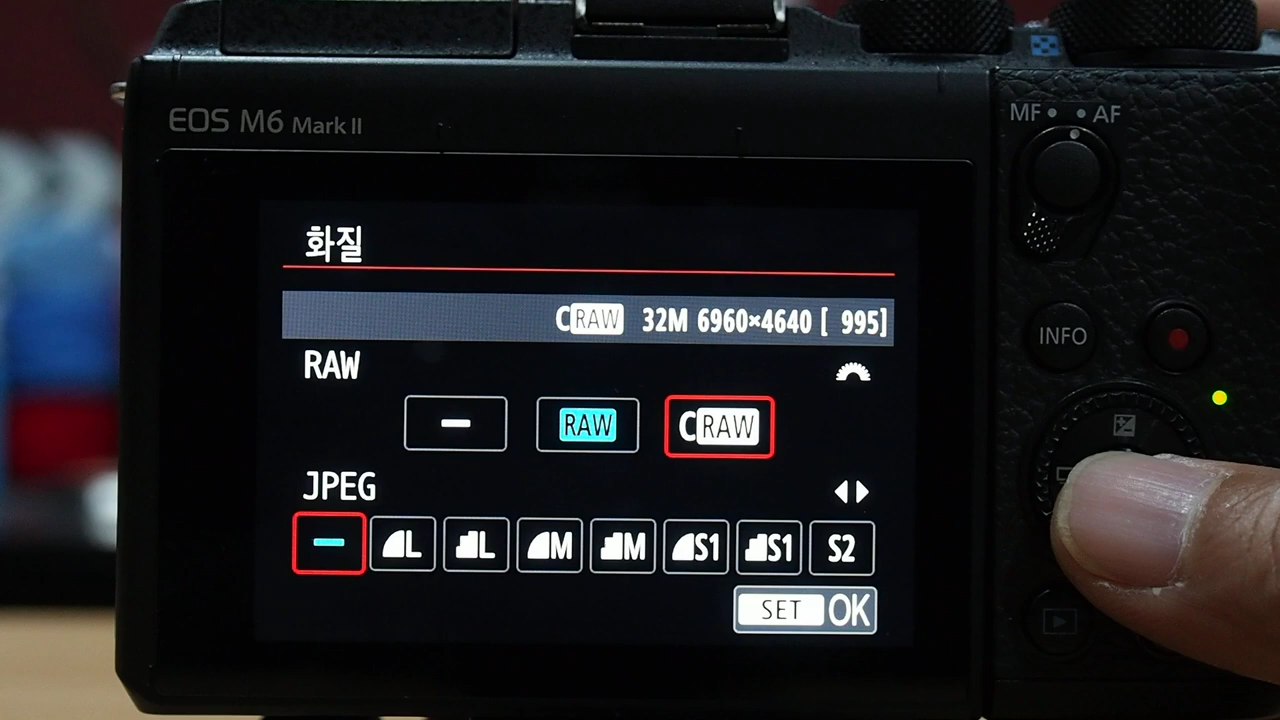 EOS M6 Mark II
MF AF
화질
CRAW 32M 6960×4640 [ 995]
INFO
RAW
RAW CRAW
JPEG
L L M M S1 S1 S2
SET OK